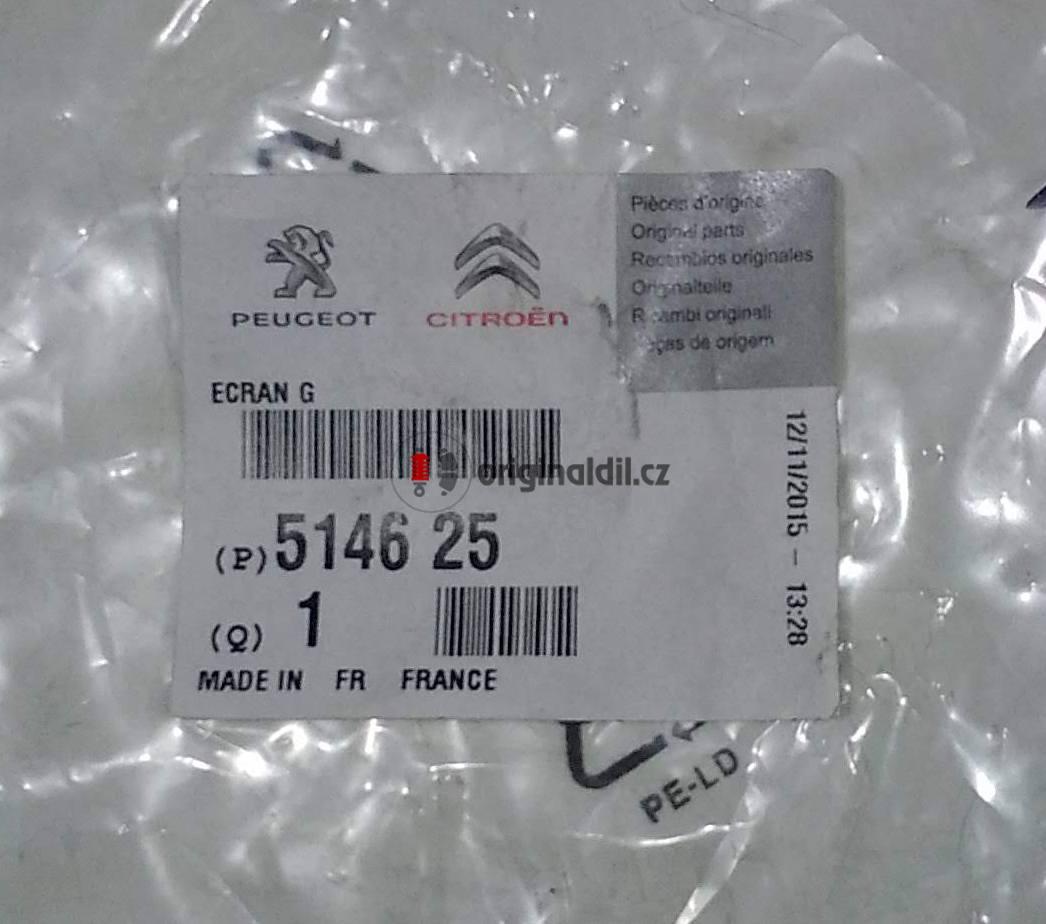 PEUGEOT
CITROËN
Pièces d'origine
Original parts
Recambios originales
Originalteile
Ricambi originali
Peças de origem
ECRAN G
originaldil.cz
(P) 5146 25
(Q) 1
MADE IN FR FRANCE
12/11/2015 - 13:28
PE-LD